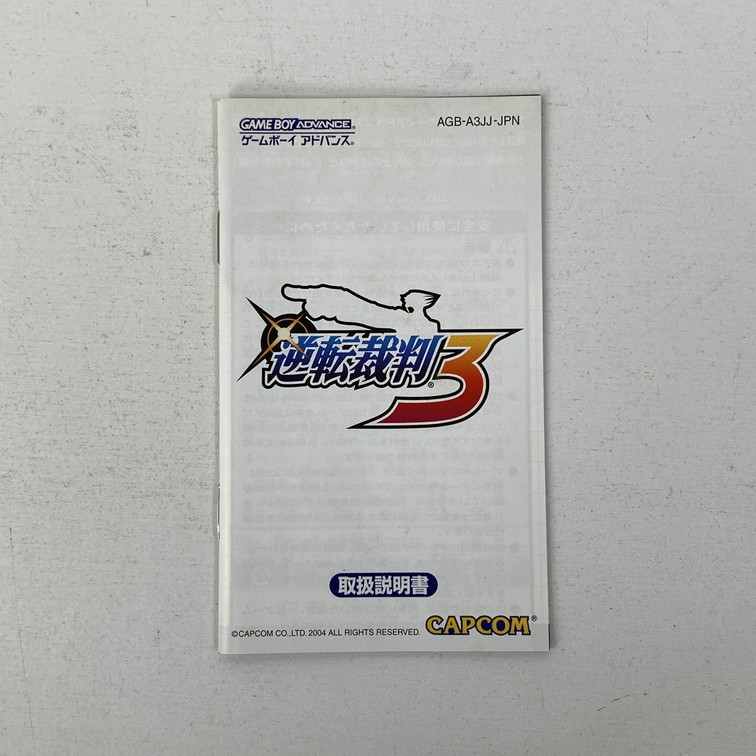 GAME BOY ADVANCE
ゲームボーイ アドバンス®
AGB-A3JJ-JPN
逆転裁判®3
取扱説明書
©CAPCOM CO.,LTD. 2004 ALL RIGHTS RESERVED.
CAPCOM®